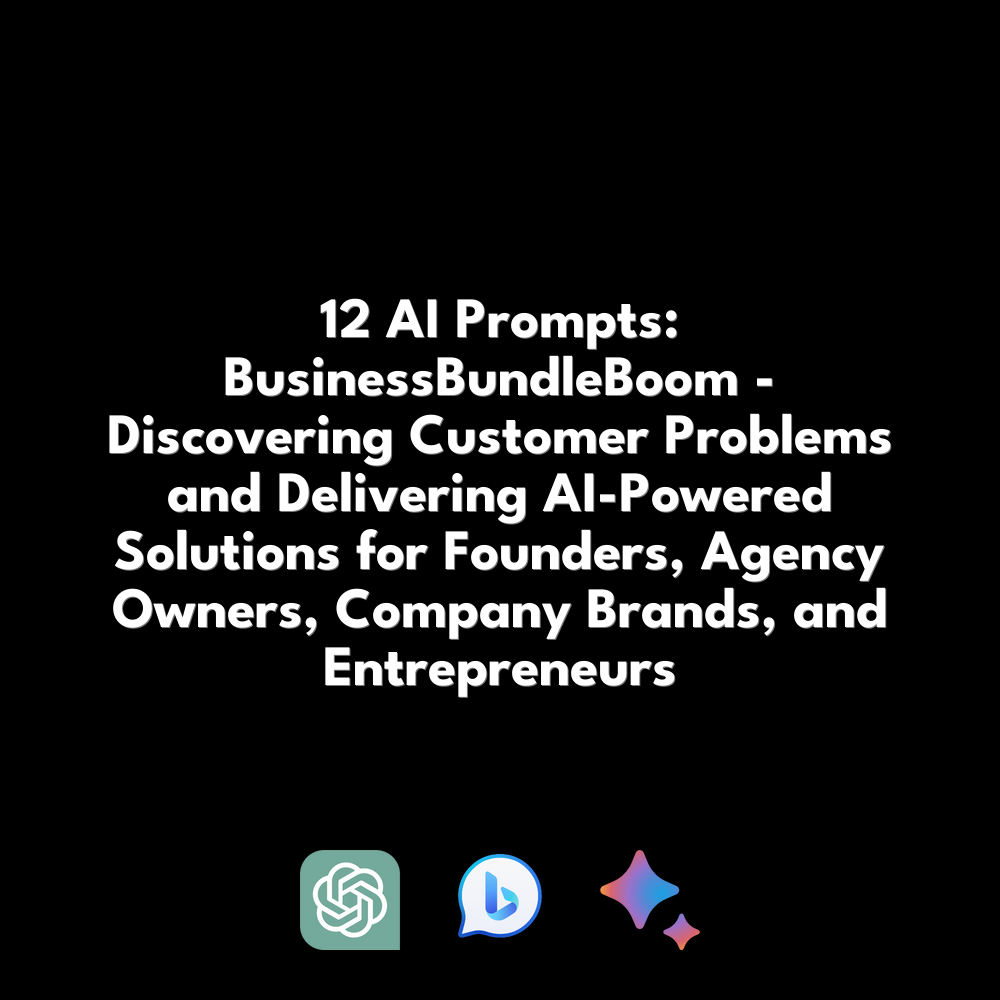 12 AI Prompts:
BusinessBundleBoom -
Discovering Customer Problems
and Delivering AI-Powered
Solutions for Founders, Agency
Owners, Company Brands, and
Entrepreneurs